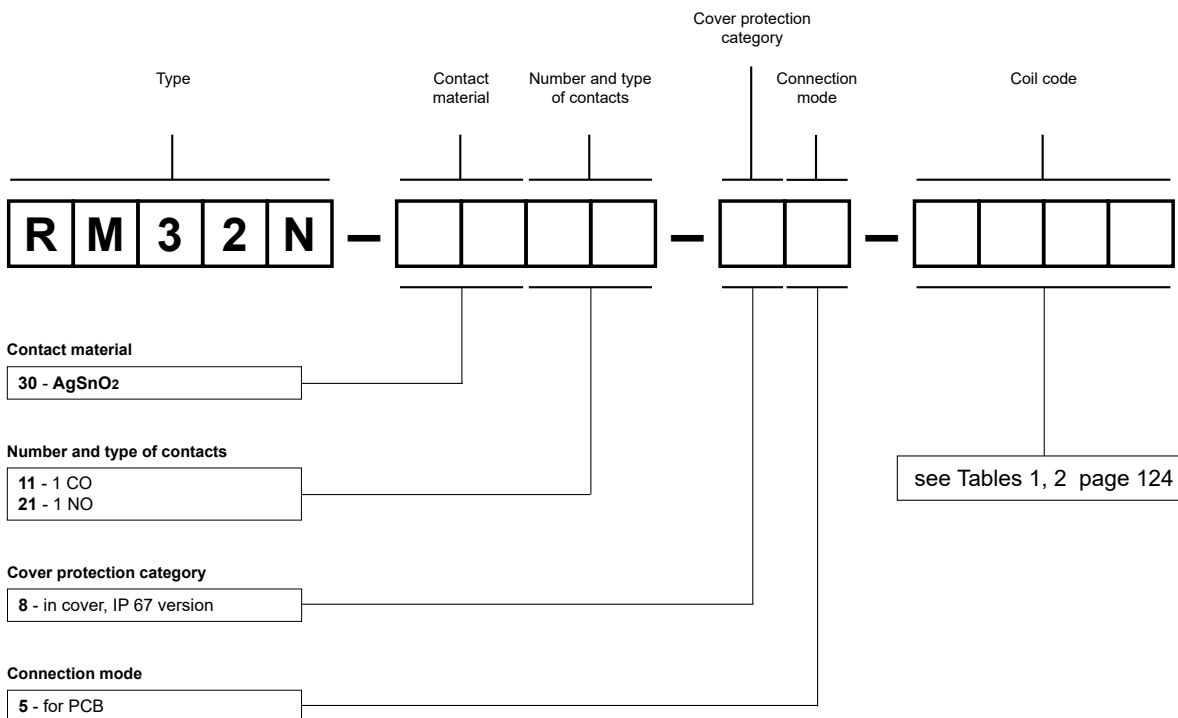 Cover protection
category
Type
Contact
material
Number and type
of contacts
Connection
mode
Coil code
RM32N – –  –
Contact material
30 - AgSnO2
Number and type of contacts
11 - 1 CO
21 - 1 NO
see Tables 1, 2 page 124
Cover protection category
8 - in cover, IP 67 version
Connection mode
5 - for PCB